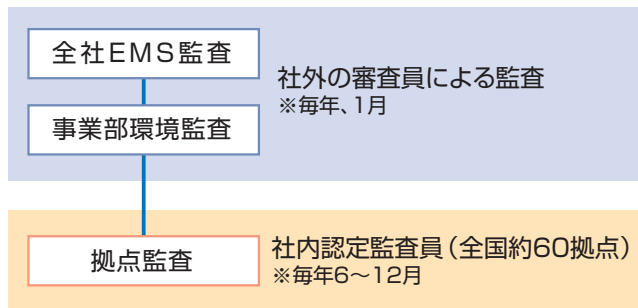 全社EMS監査
社外の審査員による監査
※毎年、1月
事業部環境監査
拠点監査
社内認定監査員（全国約60拠点）
※毎年6～12月